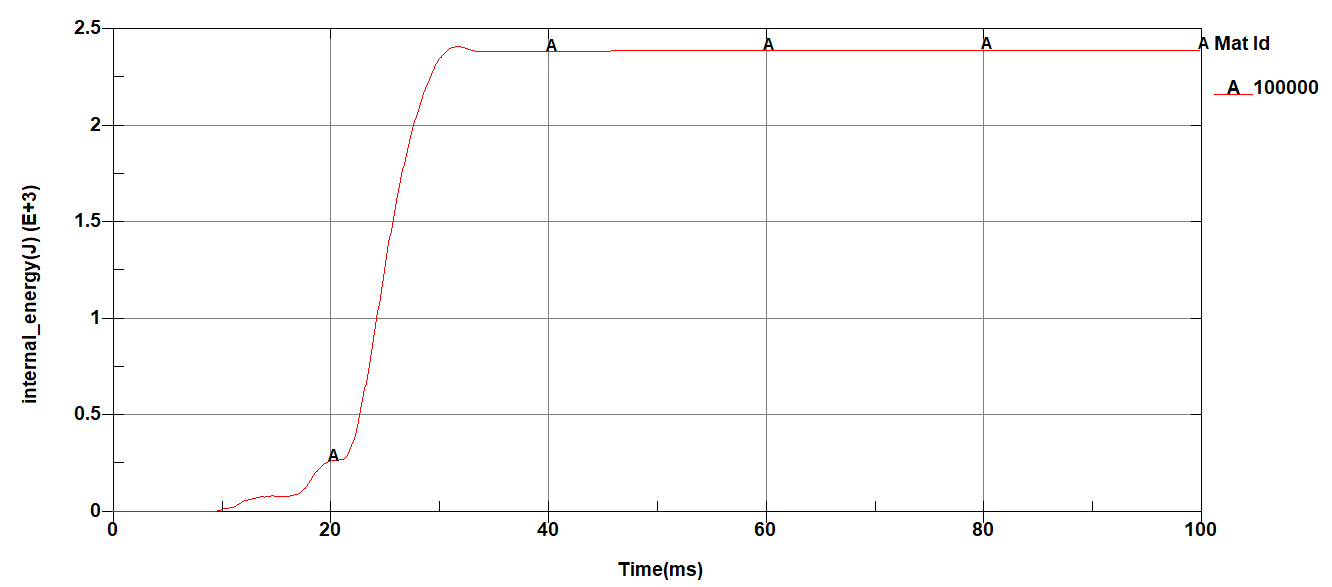 2.5
2
1.5
1
0.5
0
internal_energy(J) (E+3)
A
A
A
A
A
Mat Id
A 100000
0
20
40
60
80
100
Time(ms)